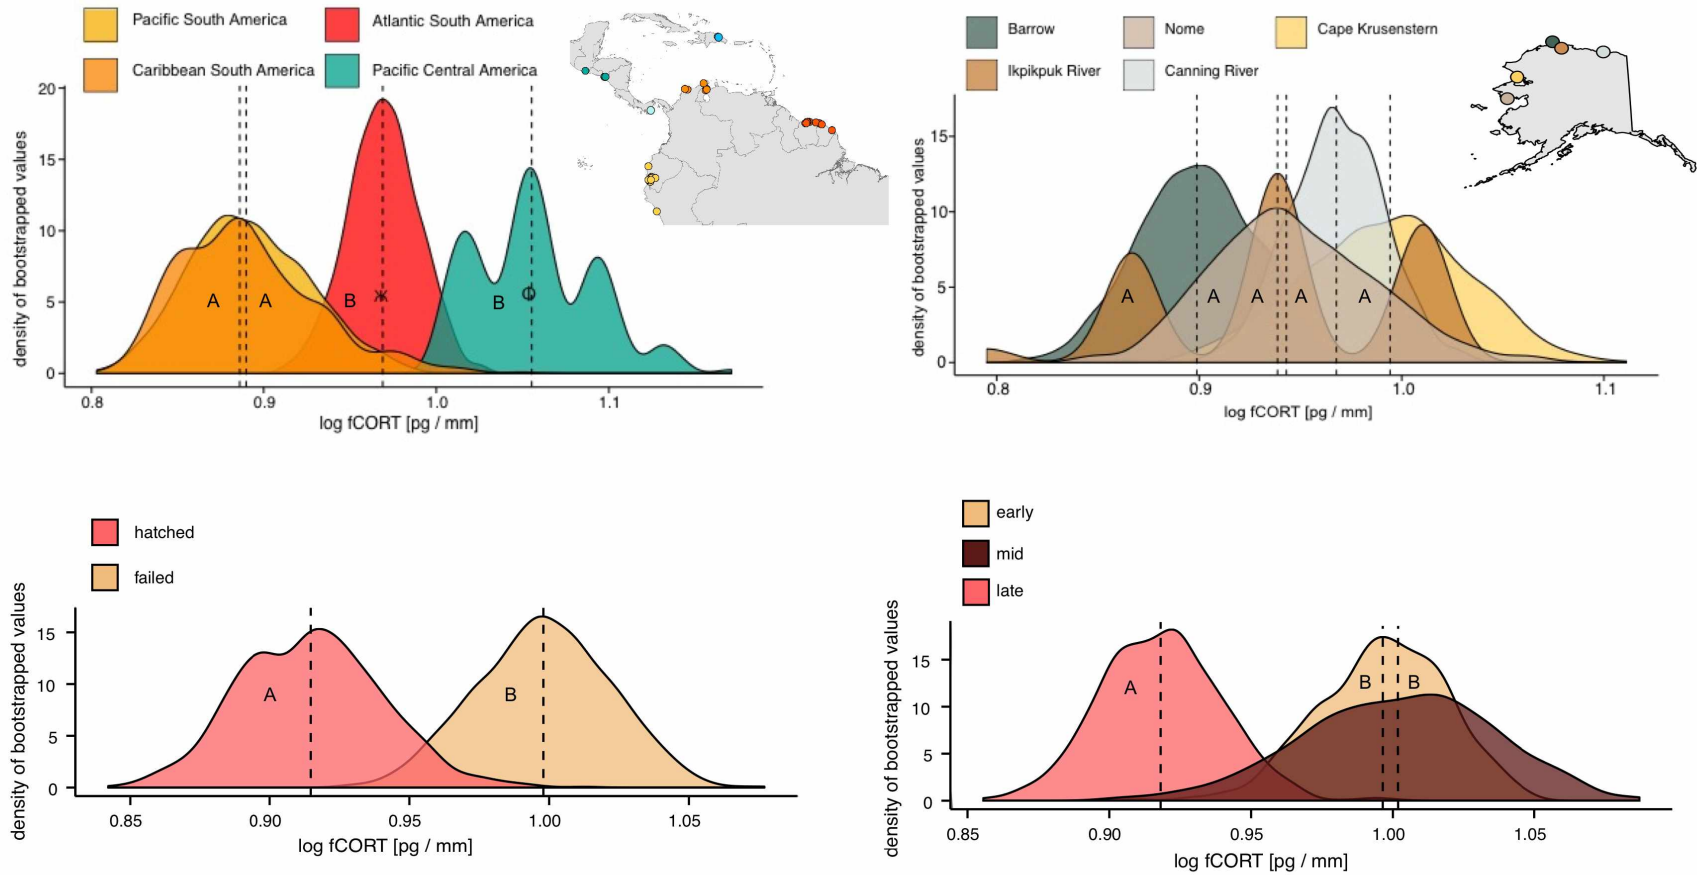 Pacific South America
Atlantic South America
Caribbean South America
Pacific Central America
density of bootstrapped values
20
15
10
5
0
A
A
B
ж
B
0.8
0.9
1.0
1.1
log fCORT [pg / mm]
Barrow
Nome
Cape Krusenstern
Ikpikpuk River
Canning River
density of bootstrapped values
15
10
5
0
A
A
A
A
A
0.8
0.9
1.0
1.1
log fCORT [pg / mm]
hatched
failed
density of bootstrapped values
15
10
5
0
A
B
0.85
0.90
0.95
1.00
1.05
log fCORT [pg / mm]
early
mid
late
density of bootstrapped values
15
10
5
0
A
B
B
0.85
0.90
0.95
1.00
1.05
log fCORT [pg / mm]